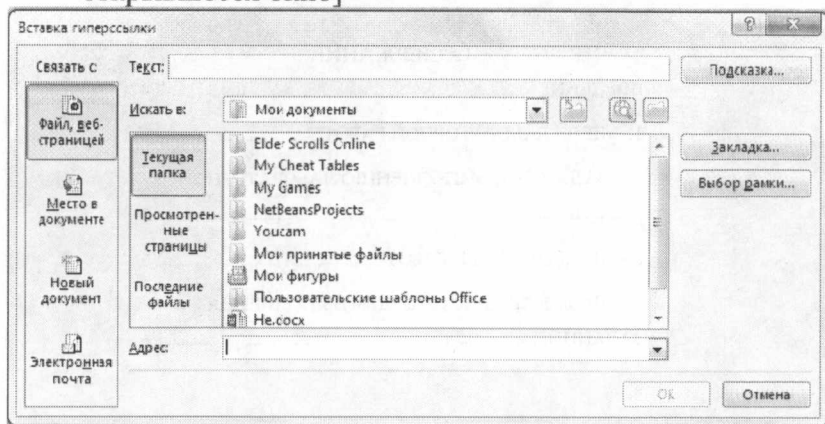 Вставка гиперссылки
Связать с:
Текст:
Подсказка...
Файл, веб-
страницей
Искать в:
Мои документы
Место в
документе
Новый
документ
Электронная
почта
Текущая
папка
Просмотрен-
ные
страницы
Последние
файлы
Elder Scrolls Online
My Cheat Tables
My Games
NetBeansProjects
Youcam
Мои принятые файлы
Мои фигуры
Пользовательские шаблоны Office
He.docx
Закладка...
Выбор рамки...
Адрес:
ОК
Отмена